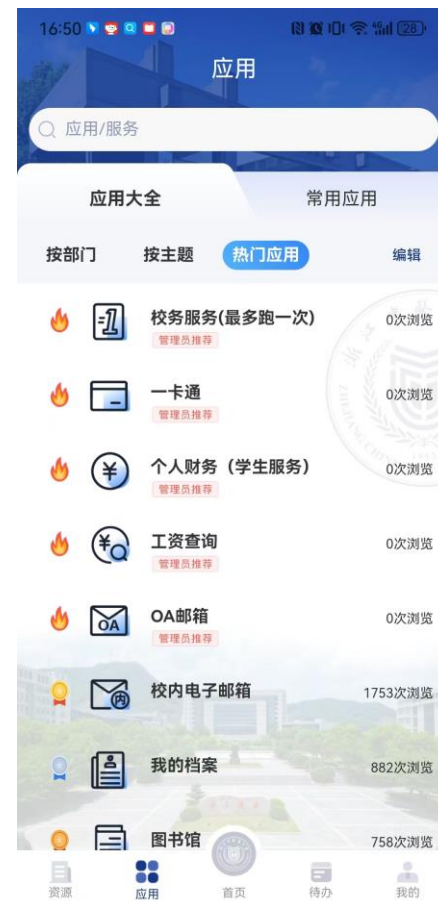 16:50
28
应用
应用/服务
应用大全
常用应用
按部门
按主题
热门应用
编辑
校务服务(最多跑一次)
管理员推荐
0次浏览
一卡通
管理员推荐
0次浏览
个人财务（学生服务）
管理员推荐
0次浏览
工资查询
管理员推荐
0次浏览
OA
OA邮箱
管理员推荐
0次浏览
内
校内电子邮箱
1753次浏览
我的档案
882次浏览
图书馆
758次浏览
资源
应用
首页
待办
我的